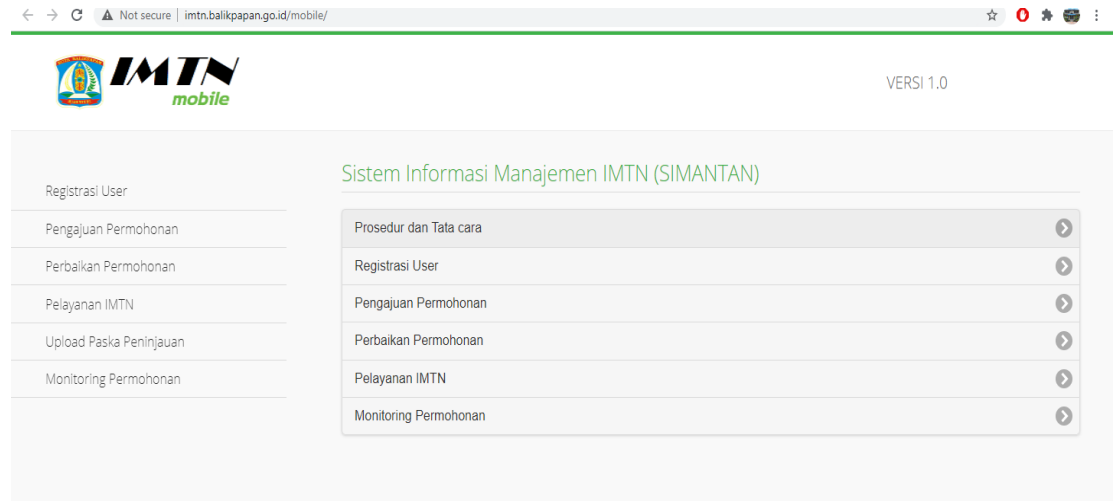 Not secure | imtn.balikpapan.go.id/mobile/
IMTN
mobile
VERSI 1.0
Registrasi User
Pengajuan Permohonan
Perbaikan Permohonan
Pelayanan IMTN
Upload Paska Peninjauan
Monitoring Permohonan
Sistem Informasi Manajemen IMTN (SIMANTAN)
Prosedur dan Tata cara
Registrasi User
Pengajuan Permohonan
Perbaikan Permohonan
Pelayanan IMTN
Monitoring Permohonan